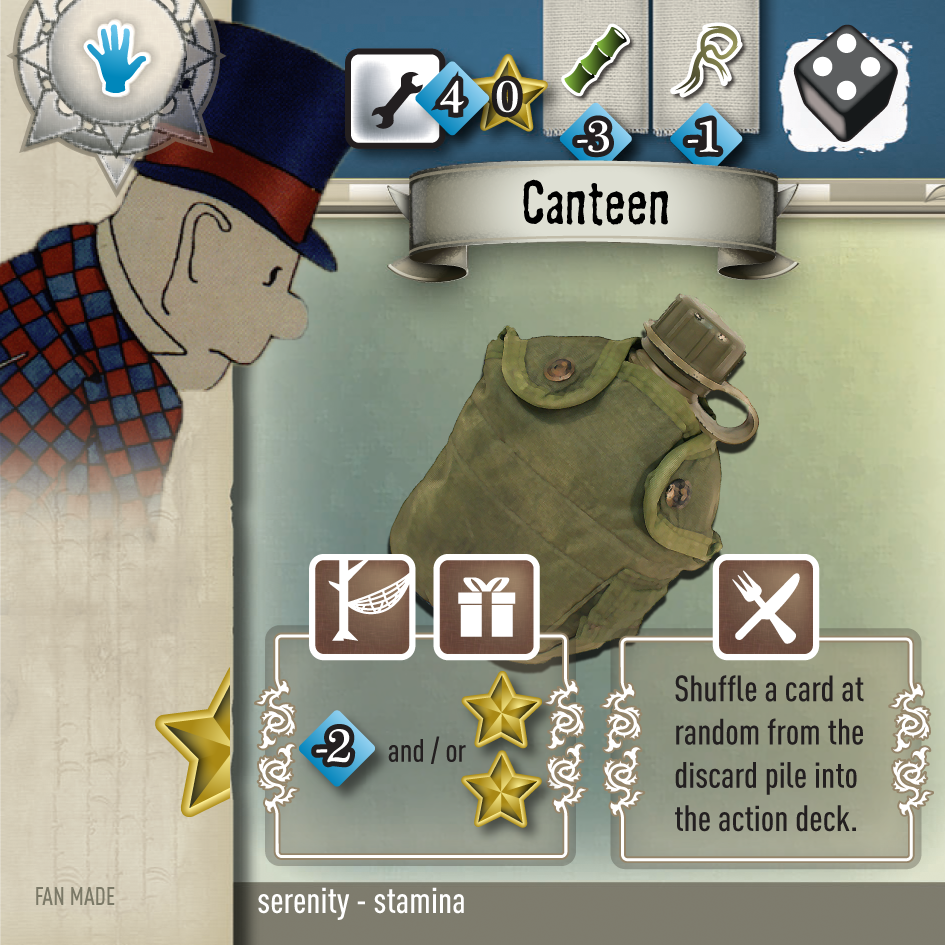 4 0
-3 -1
Canteen
-2 and / or
Shuffle a card at
random from the
discard pile into
the action deck.
FAN MADE
serenity - stamina